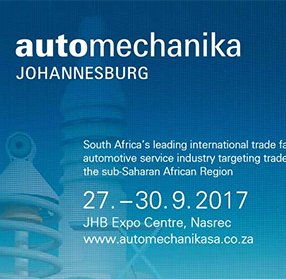 automechanika
JOHANNESBURG
South Africa's leading international trade fa
automotive service industry targeting trade
the sub-Saharan African Region
27.–30.9.2017
JHB Expo Centre, Nasrec
www.automechanikasa.co.za